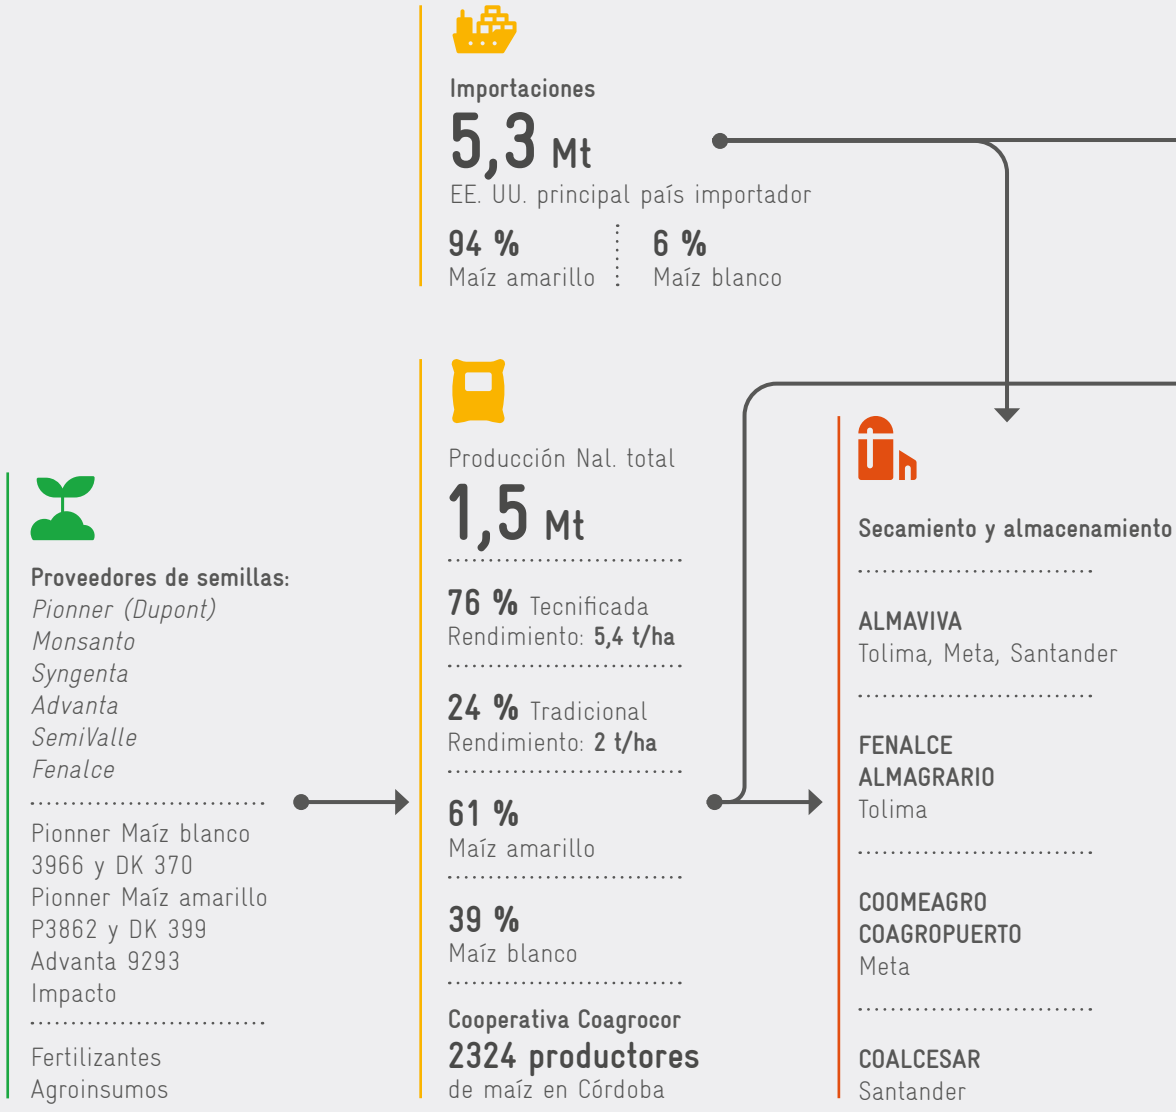 Importaciones
5,3 Mt
EE. UU. principal país importador
94 %
Maíz amarillo
6 %
Maíz blanco
Proveedores de semillas:
Pionner (Dupont)
Monsanto
Syngenta
Advanta
SemiValle
Fenalce
Pionner Maíz blanco
3966 y DK 370
Pionner Maíz amarillo
P3862 y DK 399
Advanta 9293
Impacto
Fertilizantes
Agroinsumos
Producción Nal. total
1,5 Mt
76 % Tecnificada
Rendimiento: 5,4 t/ha
24 % Tradicional
Rendimiento: 2 t/ha
61 %
Maíz amarillo
39 %
Maíz blanco
Cooperativa Coagrocor
2324 productores
de maíz en Córdoba
Secamiento y almacenamiento
ALMAVIVA
Tolima, Meta, Santander
FENALCE
ALMAGRARIO
Tolima
COOMEAGRO
COAGROPUERTO
Meta
COALCESAR
Santander